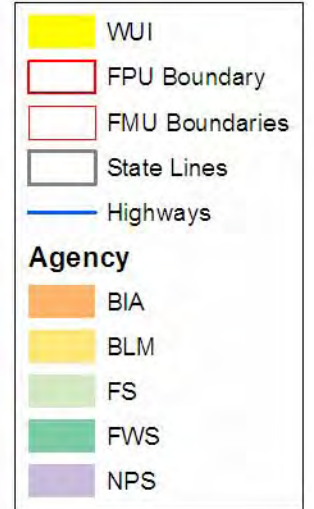 WUI
FPU Boundary
FMU Boundaries
State Lines
Highways
Agency
BIA
BLM
FS
FWS
NPS